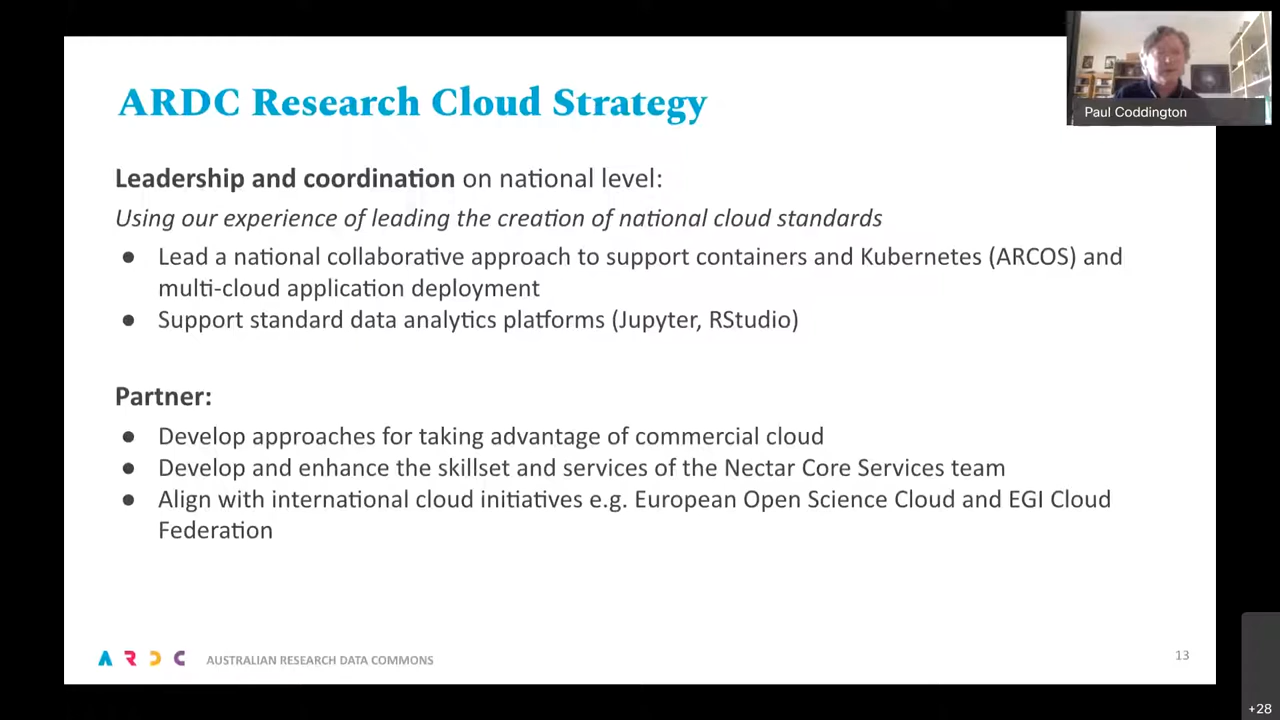 ARDC Research Cloud Strategy
Paul Coddington
Leadership and coordination on national level:
Using our experience of leading the creation of national cloud standards
● Lead a national collaborative approach to support containers and Kubernetes (ARCOS) and
multi-cloud application deployment
● Support standard data analytics platforms (Jupyter, RStudio)
Partner:
● Develop approaches for taking advantage of commercial cloud
● Develop and enhance the skillset and services of the Nectar Core Services team
● Align with international cloud initiatives e.g. European Open Science Cloud and EGI Cloud
Federation
ARDC AUSTRALIAN RESEARCH DATA COMMONS
13
+28